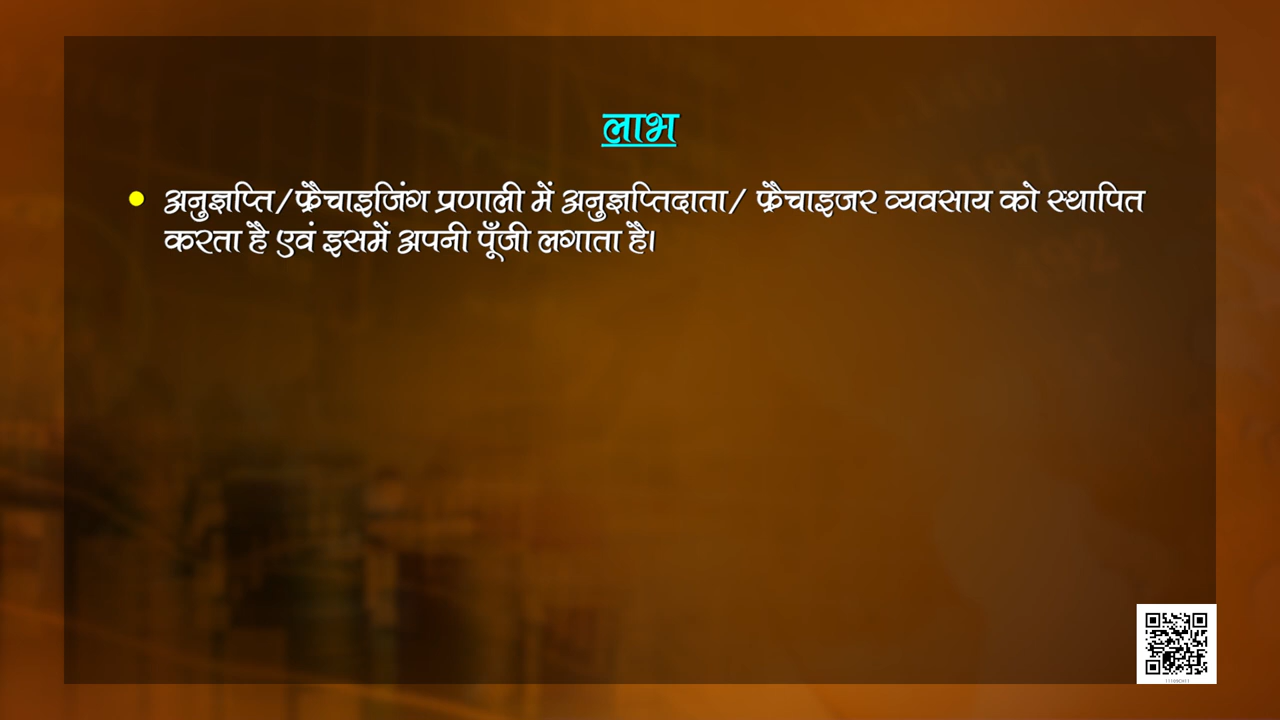 लाभ
अनुज्ञप्ति/फ्रैचाइजिंग प्रणाली में अनुज्ञप्तिदाता/ फ्रैचाइजर व्यवसाय को स्थापित
करता है एवं इसमें अपनी पूँजी लगाता है।